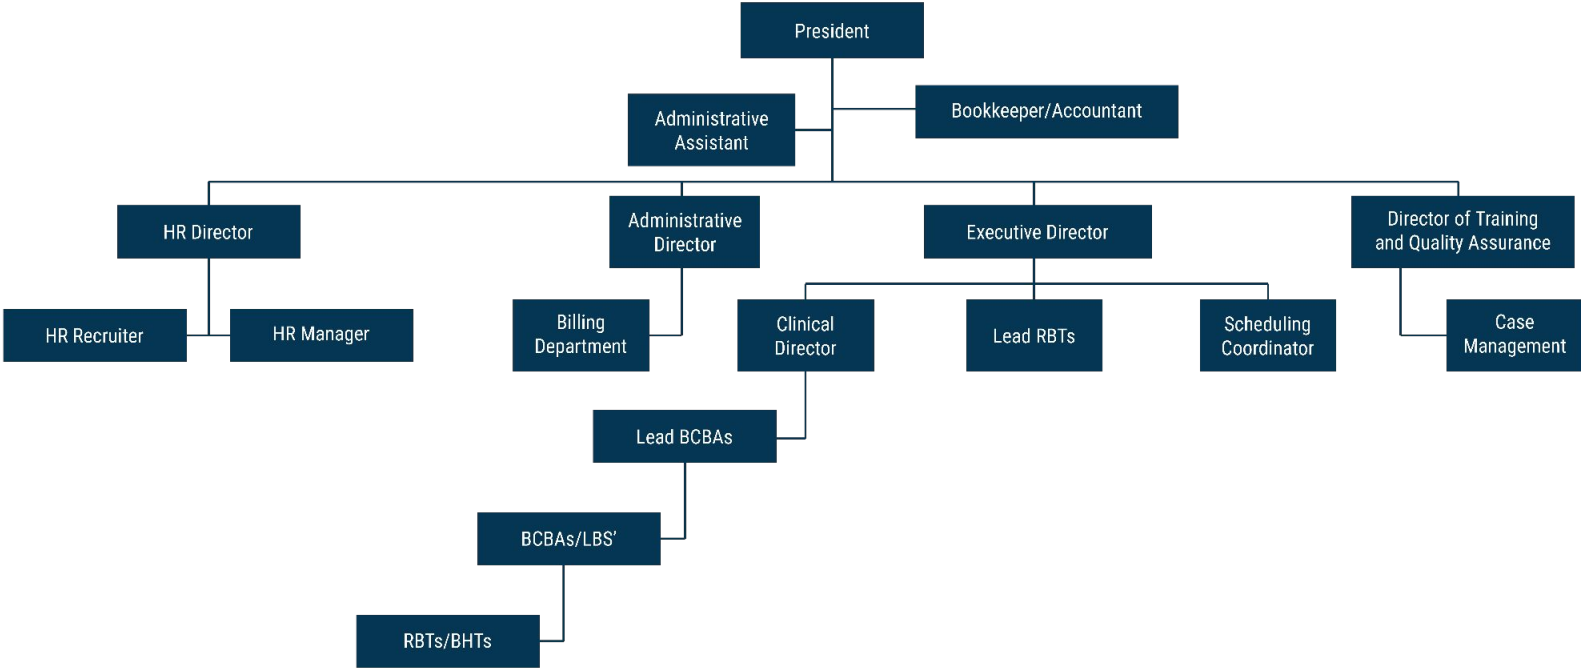 President
Administrative
Assistant
Bookkeeper/Accountant
HR Director
Administrative
Director
Executive Director
Director of Training
and Quality Assurance
HR Recruiter
HR Manager
Billing
Department
Clinical
Director
Lead RBTs
Scheduling
Coordinator
Case
Management
Lead BCBAs
BCBAs/LBS’
RBTs/BHTs